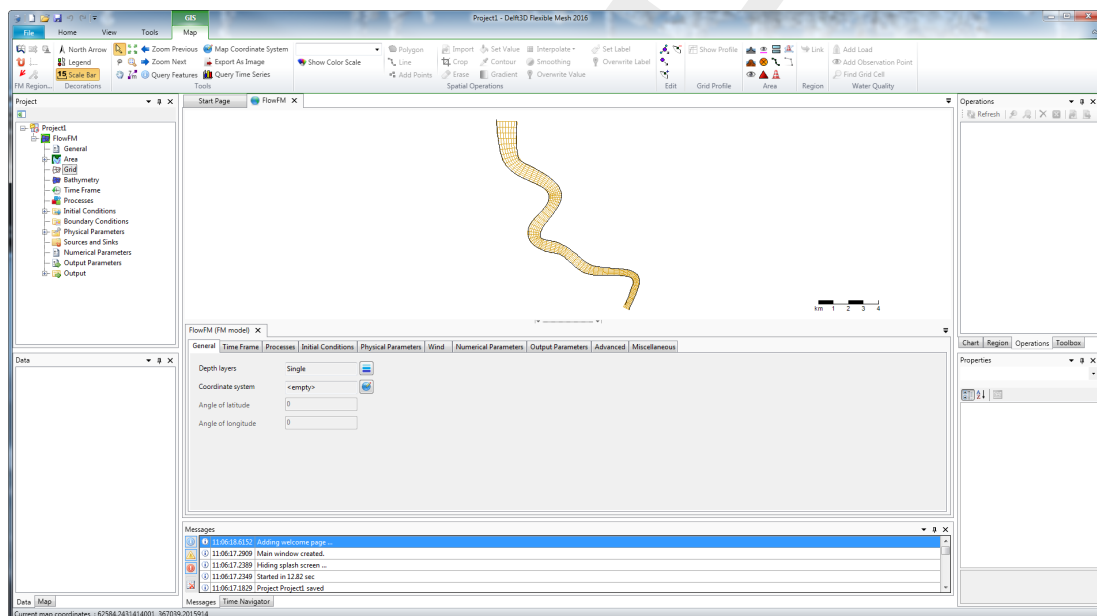 Project1 - Delft3D Flexible Mesh 2016
GIS
File Home View Tools Map
North Arrow Zoom Previous Map Coordinate System Polygon Import Set Value Interpolate Set Label Show Profile Link Add Load
Legend Zoom Next Export As Image Show Color Scale Line Crop Contour Smoothing Overwrite Label Add Observation Point
15 Scale Bar Query Features Query Time Series Add Points Erase Gradient Overwrite Value Find Grid Cell
FM Region... Decorations Tools Spatial Operations Edit Grid Profile Area Region Water Quality
Project
Start Page FlowFM
Operations
Refresh
Project1
FlowFM
General
Area
Grid
Bathymetry
Time Frame
Processes
Initial Conditions
Boundary Conditions
Physical Parameters
Sources and Sinks
Numerical Parameters
Output Parameters
Output
km 1 2 3 4
FlowFM (FM model)
General Time Frame Processes Initial Conditions Physical Parameters Wind Numerical Parameters Output Parameters Advanced Miscellaneous
Depth layers Single
Coordinate system <empty>
Angle of latitude 0
Angle of longitude 0
Chart Region Operations Toolbox
Data
Properties
Messages
11:06:18.6152 Adding welcome page ...
11:06:17.2909 Main window created.
11:06:17.2389 Hiding splash screen ...
11:06:17.2349 Started in 12.82 sec
11:06:17.1829 Project Project1 saved
Data Map
Messages Time Navigator
Current map coordinates : 62584.2431414001, 367039.2015914